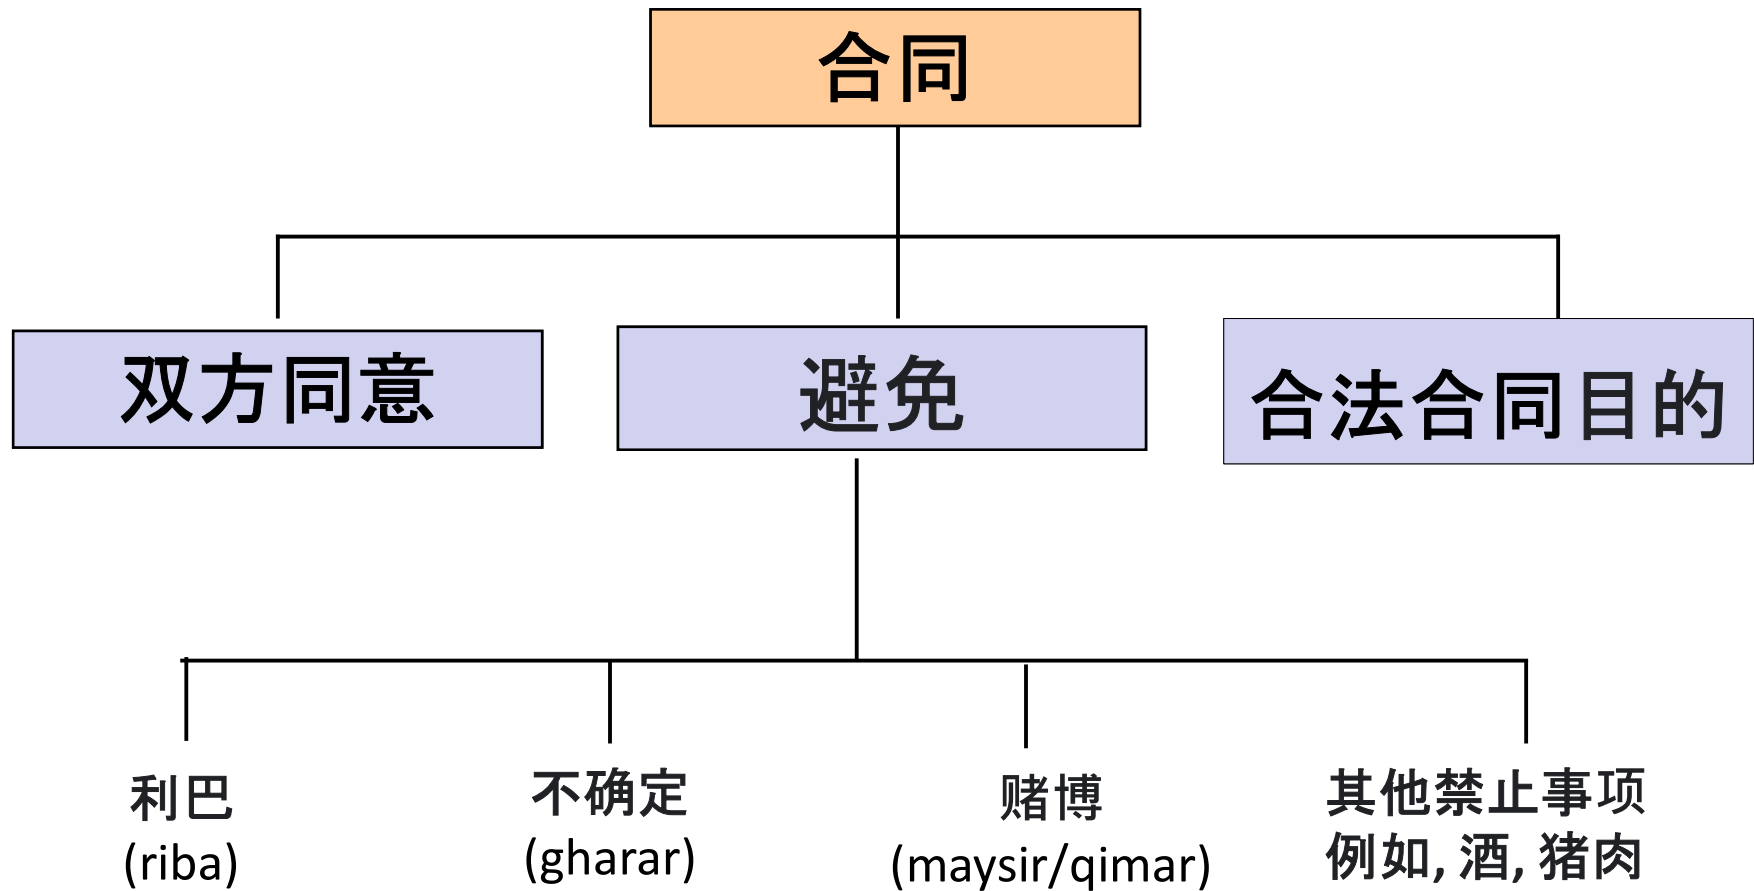 合同
双方同意
避免
合法合同目的
利巴
(riba)
不确定
(gharar)
赌博
(maysir/qimar)
其他禁止事项
例如, 酒, 猪肉